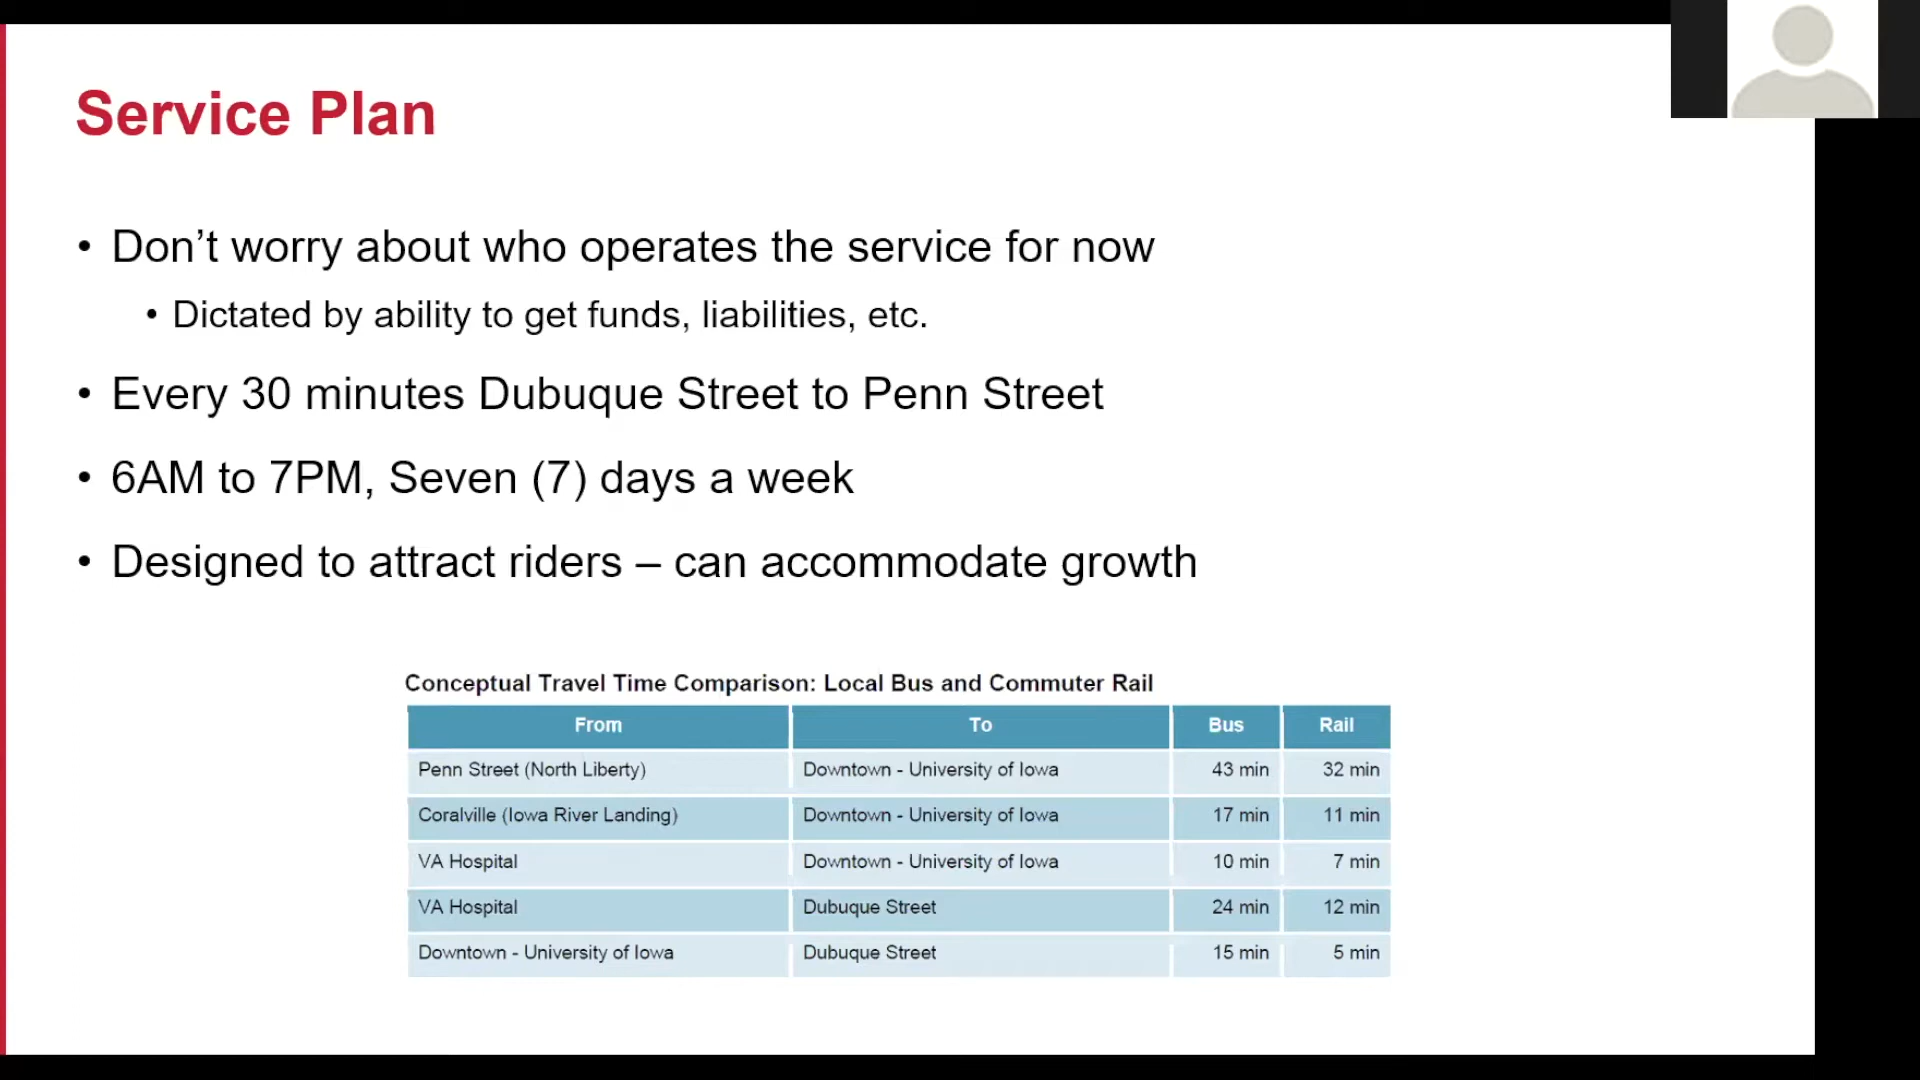 Service Plan
• Don’t worry about who operates the service for now
• Dictated by ability to get funds, liabilities, etc.
• Every 30 minutes Dubuque Street to Penn Street
• 6AM to 7PM, Seven (7) days a week
• Designed to attract riders – can accommodate growth
Conceptual Travel Time Comparison: Local Bus and Commuter Rail
From To Bus Rail
Penn Street (North Liberty) Downtown - University of Iowa 43 min 32 min
Coralville (Iowa River Landing) Downtown - University of Iowa 17 min 11 min
VA Hospital Downtown - University of Iowa 10 min 7 min
VA Hospital Dubuque Street 24 min 12 min
Downtown - University of Iowa Dubuque Street 15 min 5 min